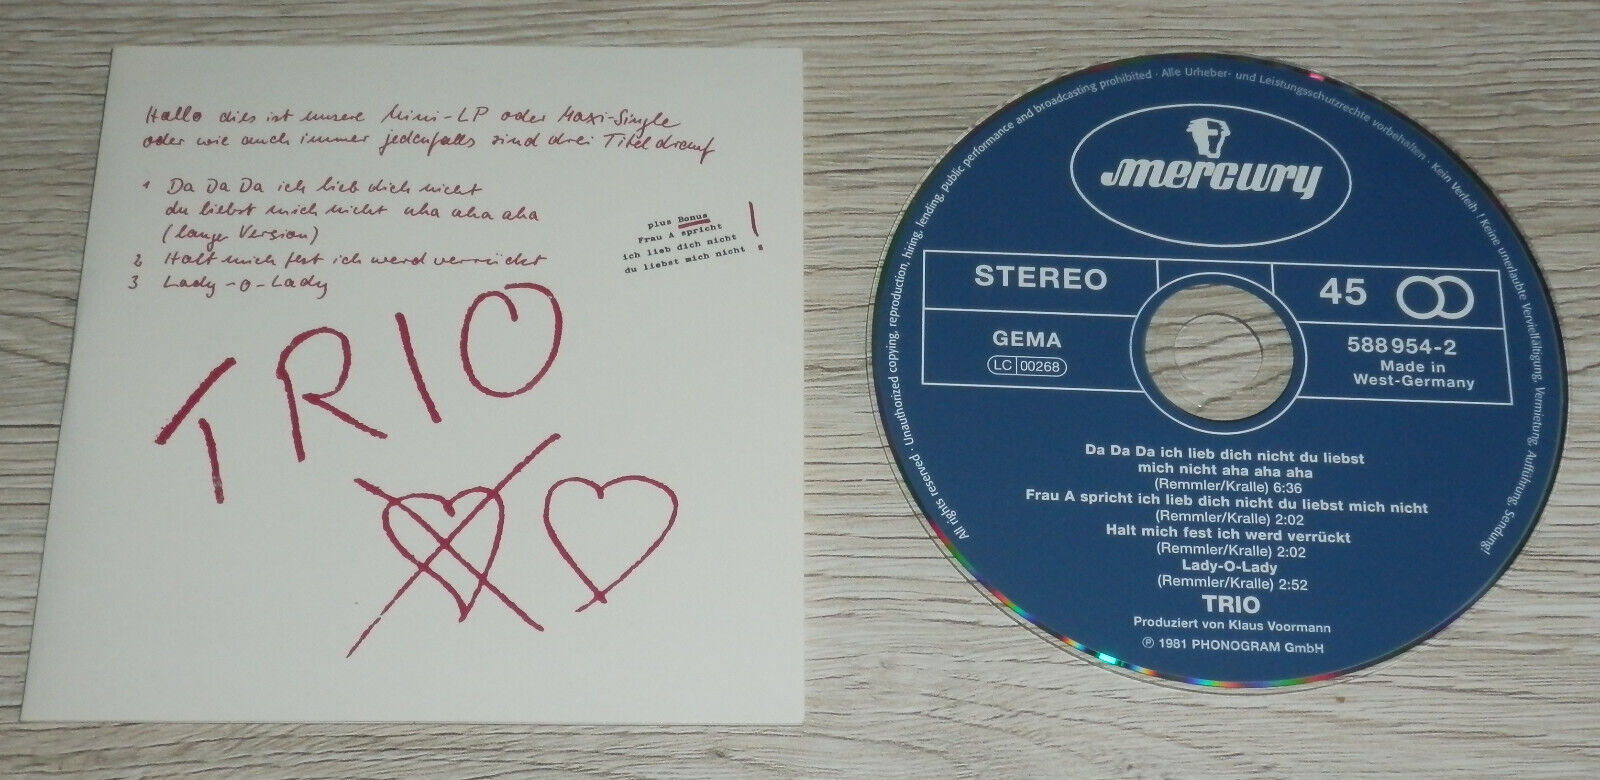 Hallo dies ist unsere Mini-LP oder Maxi-Single
oder wie auch immer jedenfalls sind drei Titel drauf
1 Da Da Da ich lieb dich nicht
du liebst mich nicht aha aha aha
(lange Version)
2 Halt mich fest ich werd verrückt
3 Lady-O-Lady
plus Bonus
Frau A spricht
ich lieb dich nicht
du liebst mich nicht !
TRIO
mercury
STEREO
45
GEMA
LC 00268
588 954-2
Made in
West-Germany
Da Da Da ich lieb dich nicht du liebst
mich nicht aha aha aha
(Remmler/Kralle) 6:36
Frau A spricht ich lieb dich nicht du liebst mich nicht
(Remmler/Kralle) 2:02
Halt mich fest ich werd verrückt
(Remmler/Kralle) 2:02
Lady-O-Lady
(Remmler/Kralle) 2:52
TRIO
Produziert von Klaus Voormann
℗ 1981 PHONOGRAM GmbH
All rights reserved · Unauthorized copying, reproduction, hiring, lending, public performance and broadcasting prohibited · Alle Urheber- und Leistungsschutzrechte vorbehalten · Kein Verleih! Keine unerlaubte Vervielfältigung, Vermietung, Aufführung, Sendung!